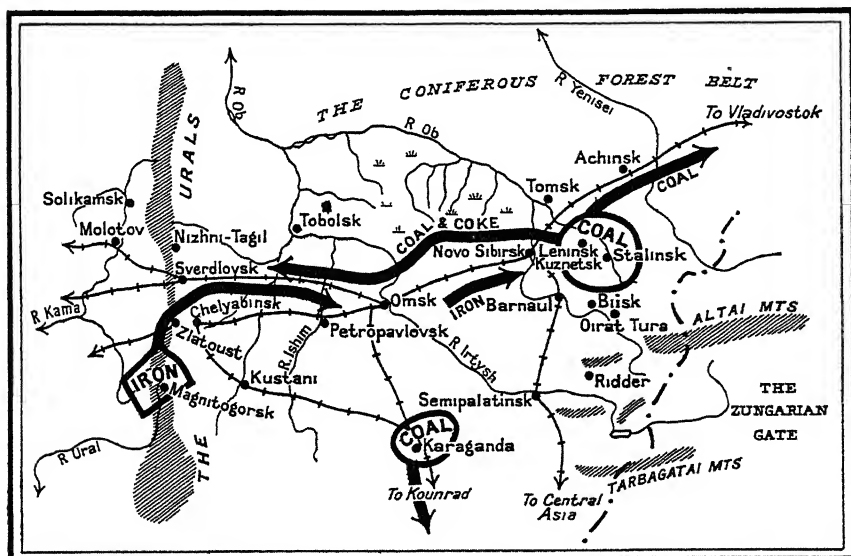 THE CONIFEROUS FOREST BELT
R Ob
R Ob
R Yenisei
To Vladivostok
URALS
THE
Solikamsk
Molotov
Nizhni-Tagil
Sverdlovsk
Tobolsk
COAL & COKE
Tomsk
Achinsk
COAL
COAL
Novo Sibirsk
Leninsk
Kuznetsk
Stalinsk
R Kama
Chelyabinsk
Zlatoust
IRON
Magnitogorsk
R Ural
Kustani
R Ishim
Petropavlovsk
Omsk
IRON
Barnaul
Biisk
Oirat Tura
ALTAI MTS
R Irtysh
Ridder
Semipalatinsk
THE
ZUNGARIAN
GATE
COAL
Karaganda
To Kounrad
To Central
Asia
TARBAGATAI MTS